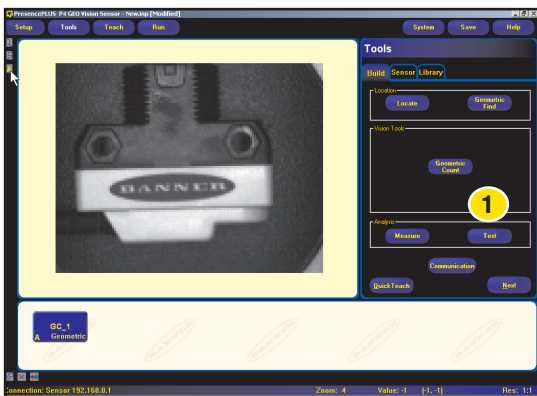 PresencePLUS P4 GEO Vision Sensor - New.inp [Modified]
Setup Tools Teach Run System Save Help
Tools
Build Sensor Library
Location
Locate Geometric Find
Vision Tools
Geometric Count
1
Analysis
Measure Test
Communication
QuickTeach Next
BANNER
GC_1
A Geometric
Connection: Sensor 192.168.0.1 Zoom: 4 Value:-1 (-1, -1) Res: 1:1